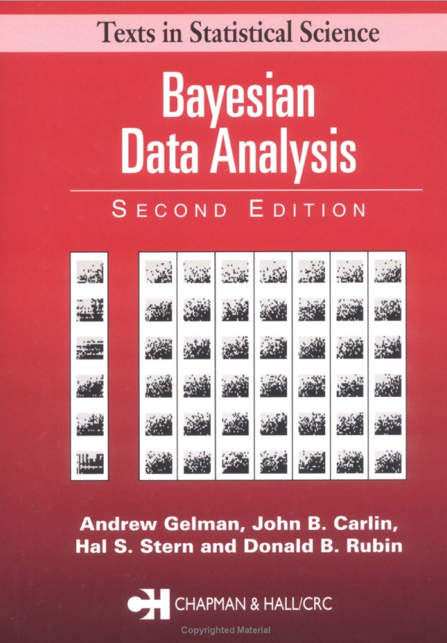 Texts in Statistical Science
Bayesian
Data Analysis
SECOND EDITION
Andrew Gelman, John B. Carlin,
Hal S. Stern and Donald B. Rubin
CH CHAPMAN & HALL/CRC
Copyrighted Material